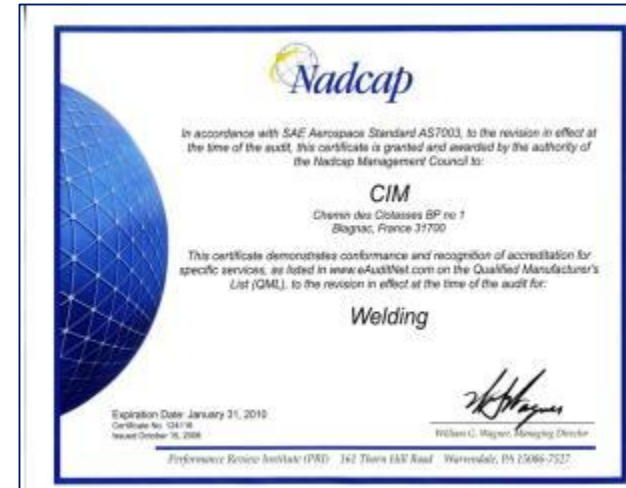 Nadcap
In accordance with SAE Aerospace Standard AS7003, to the revision in effect at
the time of the audit, this certificate is granted and awarded by the authority of
the Nadcap Management Council to:
CIM
Chemin des Clotasses BP no 1
Blagnac, France 31700
This certificate demonstrates conformance and recognition of accreditation for
specific services, as listed in www.eAuditNet.com on the Qualified Manufacturer's
List (QML), to the revision in effect at the time of the audit for:
Welding
Expiration Date: January 31, 2010
Certificate No.
Issued October 16, 2008
William G. Wagner, Managing Director
Performance Review Institute (PRI) 161 Thorn Hill Road Warrendale, PA 15086-7527